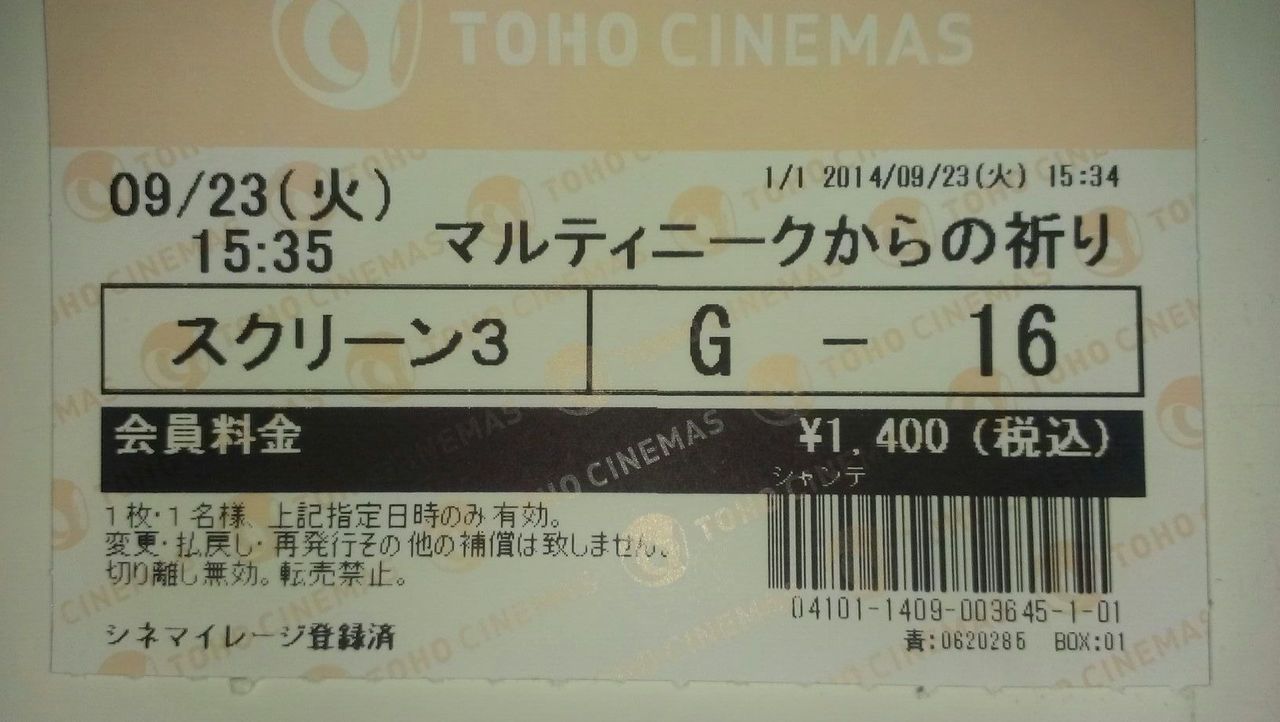 TOHO CINEMAS
09/23(火)
1/1 2014/09/23(火) 15:34
15:35
マルティニークからの祈り
スクリーン3
G - 16
会員料金
¥1,400 (税込)
シャンテ
1枚・1名様、上記指定日時のみ有効。
変更・払戻し・再発行その他の補償は致しません。
切り離し無効。転売禁止。
04101-1409-003645-1-01
シネマイレージ登録済
青:0620286 BOX:01